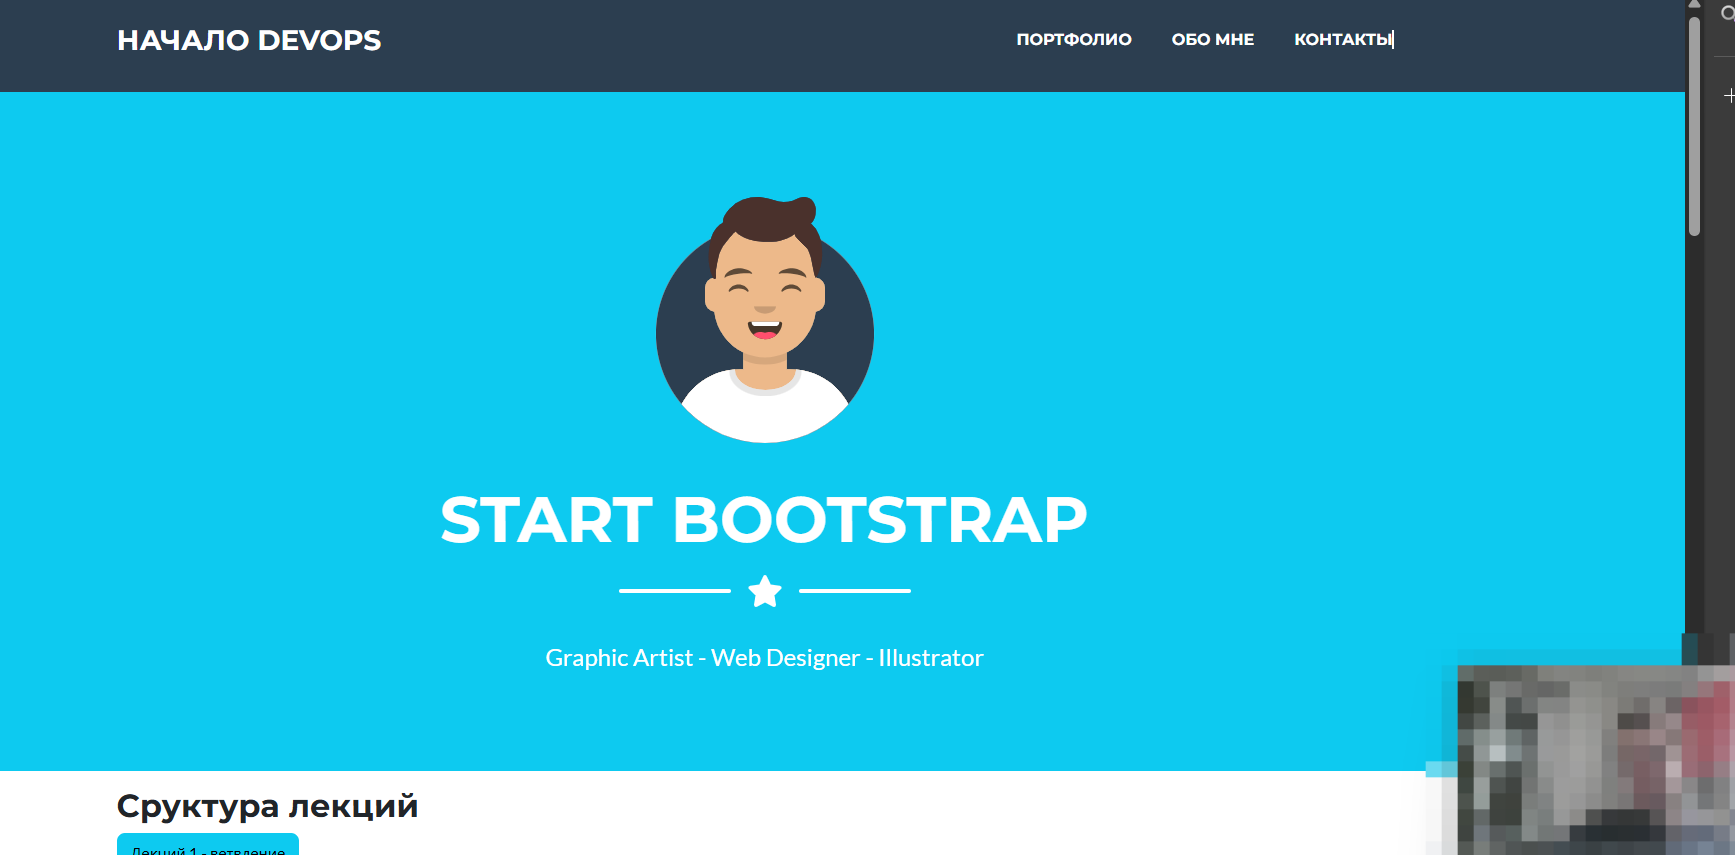 НАЧАЛО DEVOPS
ПОРТФОЛИО ОБО МНЕ КОНТАКТЫ
START BOOTSTRAP
Graphic Artist - Web Designer - Illustrator
Сруктура лекций
Лекций 1 - ветвление